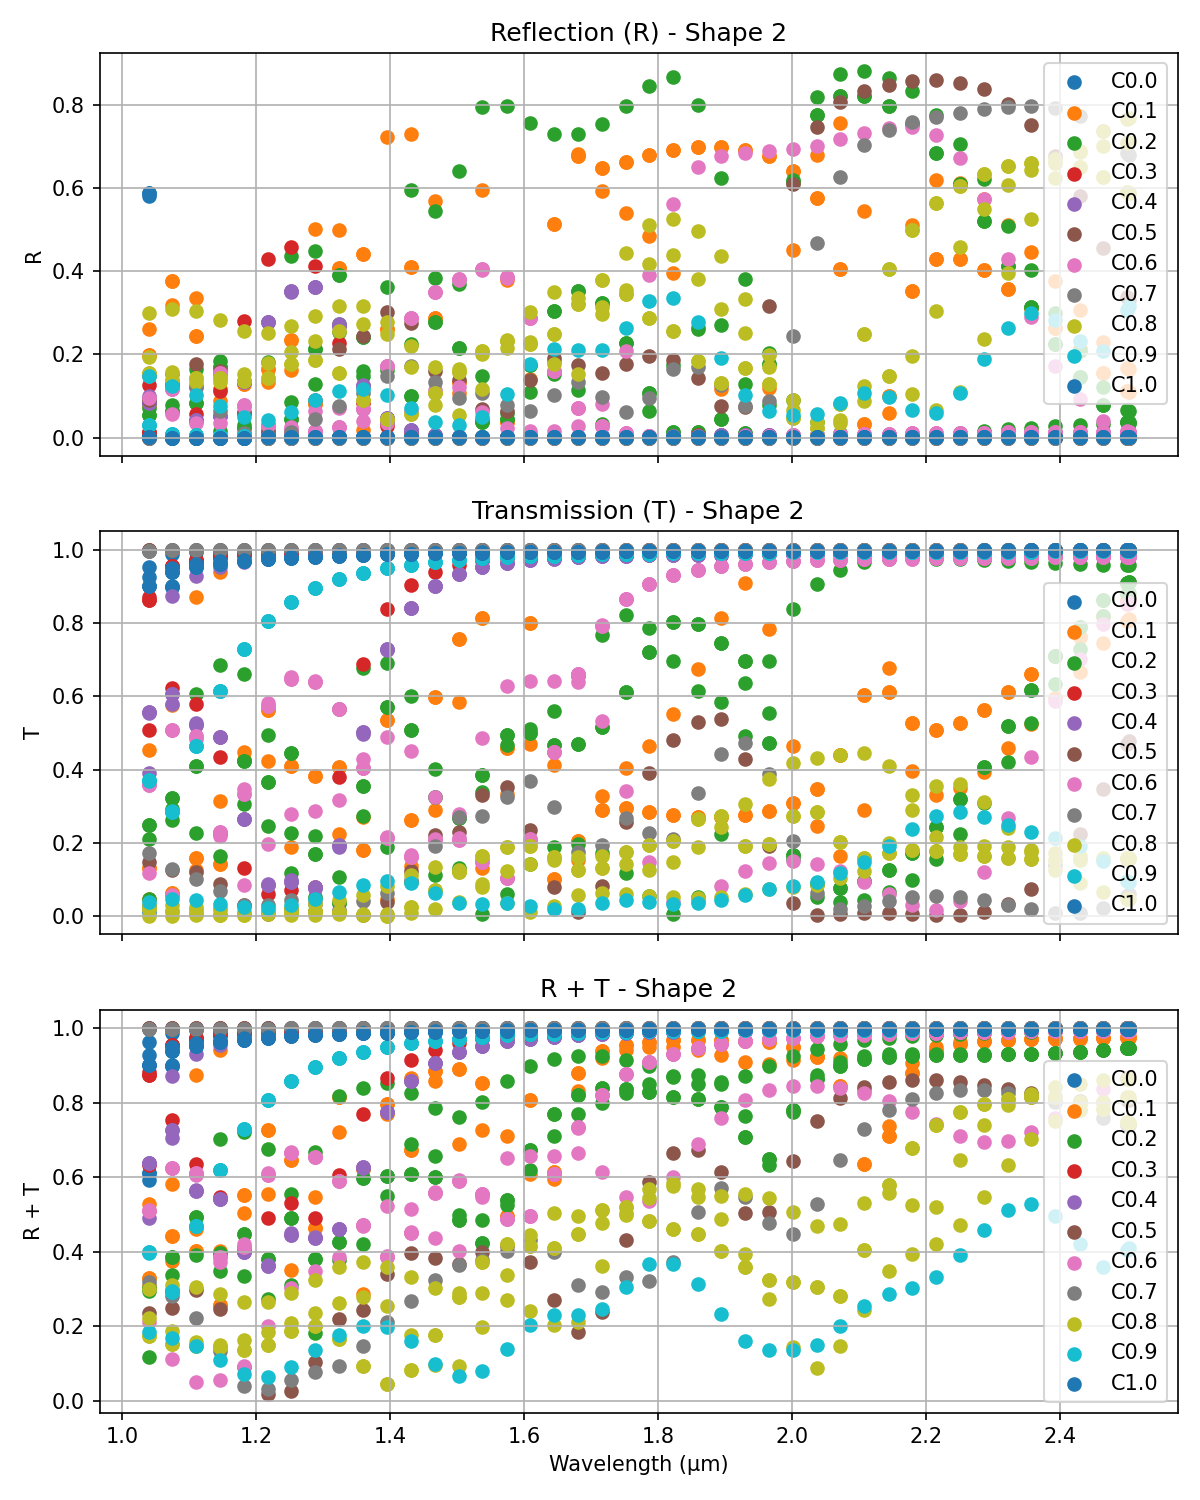 Reflection (R) - Shape 2
R
0.8
0.6
0.4
0.2
0.0
C0.0
C0.1
C0.2
C0.3
C0.4
C0.5
C0.6
C0.7
C0.8
C0.9
C1.0
Transmission (T) - Shape 2
T
1.0
0.8
0.6
0.4
0.2
0.0
C0.0
C0.1
C0.2
C0.3
C0.4
C0.5
C0.6
C0.7
C0.8
C0.9
C1.0
R + T - Shape 2
R + T
1.0
0.8
0.6
0.4
0.2
0.0
C0.0
C0.1
C0.2
C0.3
C0.4
C0.5
C0.6
C0.7
C0.8
C0.9
C1.0
1.0 1.2 1.4 1.6 1.8 2.0 2.2 2.4
Wavelength (μm)